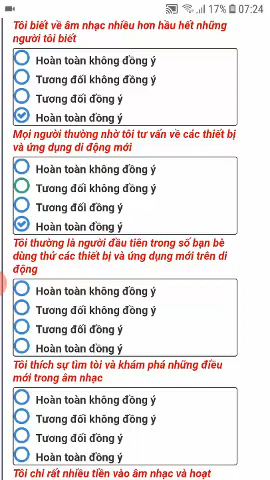 17% 07:24
Tôi biết về âm nhạc nhiều hơn hầu hết những
người tôi biết
Hoàn toàn không đồng ý
Tương đối không đồng ý
Tương đối đồng ý
Hoàn toàn đồng ý
Mọi người thường nhờ tôi tư vấn về các thiết bị
và ứng dụng di động mới
Hoàn toàn không đồng ý
Tương đối không đồng ý
Tương đối đồng ý
Hoàn toàn đồng ý
Tôi thường là người đầu tiên trong số bạn bè
dùng thử các thiết bị và ứng dụng mới trên di
động
Hoàn toàn không đồng ý
Tương đối không đồng ý
Tương đối đồng ý
Hoàn toàn đồng ý
Tôi thích sự tìm tòi và khám phá những điều
mới trong âm nhạc
Hoàn toàn không đồng ý
Tương đối không đồng ý
Tương đối đồng ý
Hoàn toàn đồng ý
Tôi chi rất nhiều tiền vào âm nhạc và hoạt